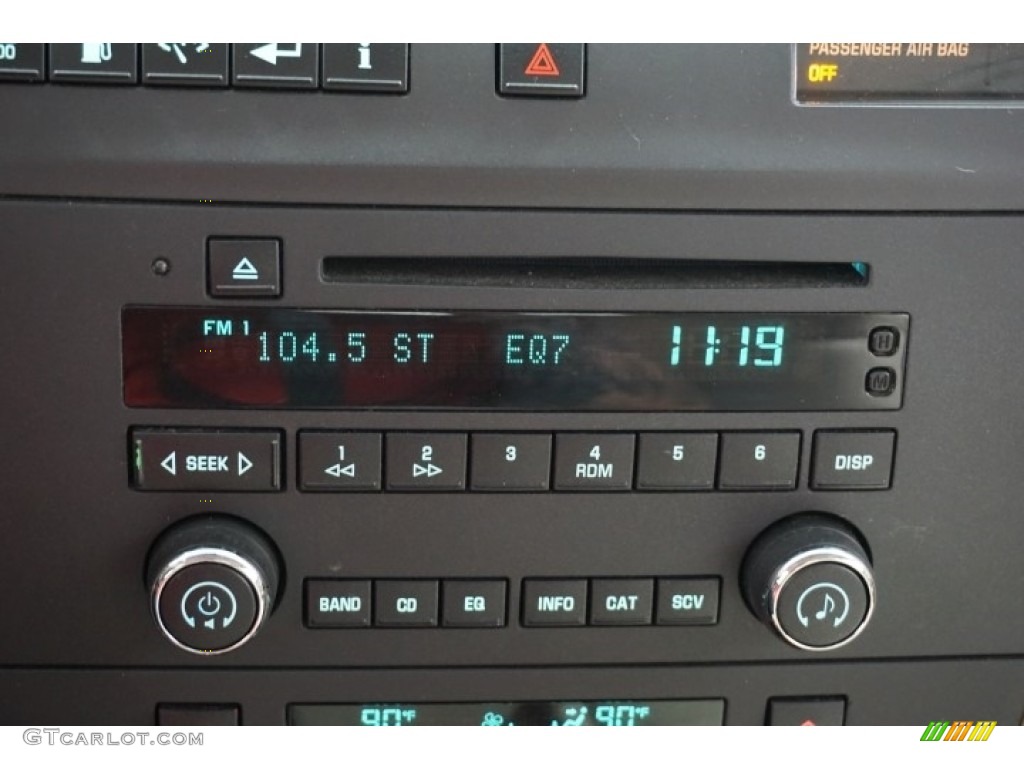 00
i
PASSENGER AIR BAG
OFF
FM 1
104.5 ST EQ7 11:19
H
M
SEEK
1 2 3 4 5 6
RDM
DISP
BAND CD EQ INFO CAT SCV
90°F 90°F
GTCARLOT.COM